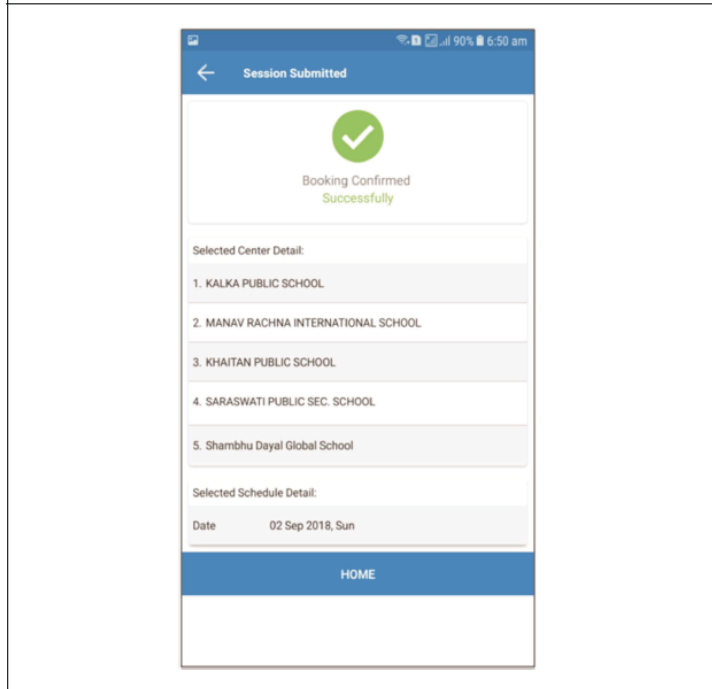 90% 6:50 am
Session Submitted
Booking Confirmed
Successfully
Selected Center Detail:
1. KALKA PUBLIC SCHOOL
2. MANAV RACHNA INTERNATIONAL SCHOOL
3. KHAITAN PUBLIC SCHOOL
4. SARASWATI PUBLIC SEC. SCHOOL
5. Shambhu Dayal Global School
Selected Schedule Detail:
Date 02 Sep 2018, Sun
HOME